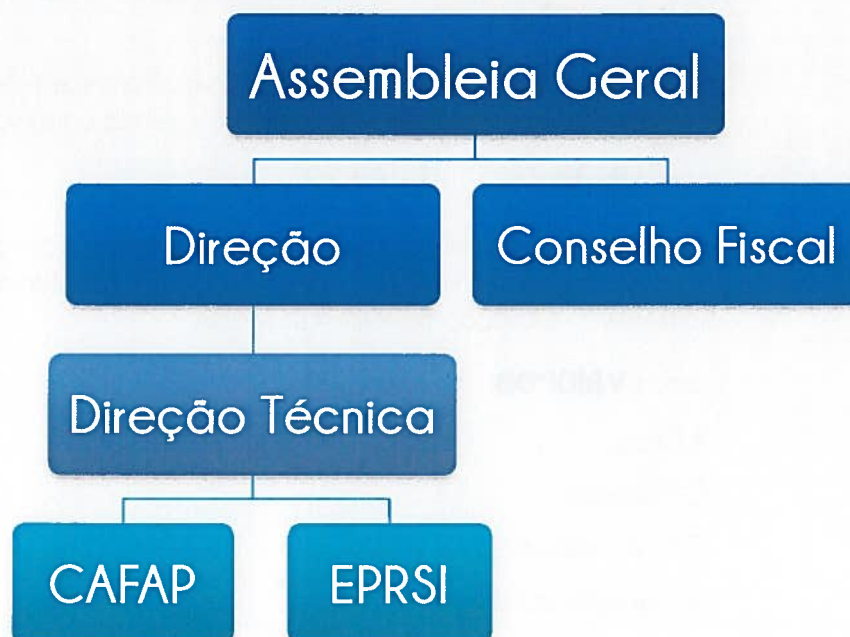 Assembleia Geral
Direção
Conselho Fiscal
Direção Técnica
CAFAP
EPRSI